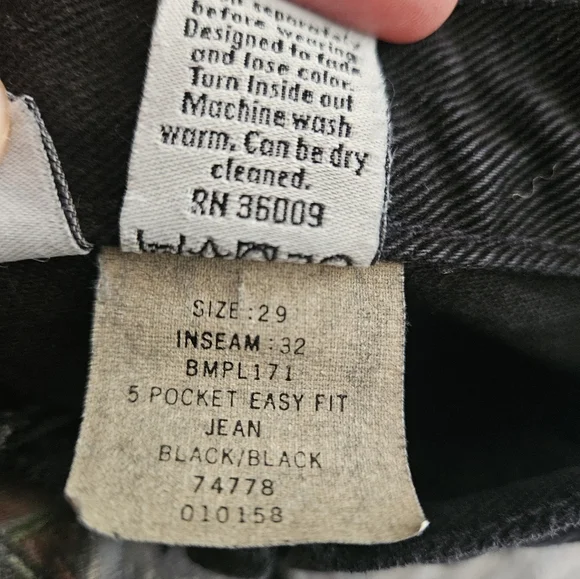 separately
before wearing.
Designed to fade
and lose color.
Turn Inside out
Machine wash
warm. Can be dry
cleaned.
RN 36009
SIZE:29
INSEAM:32
BMPL171
5 POCKET EASY FIT
JEAN
BLACK/BLACK
74778
010158